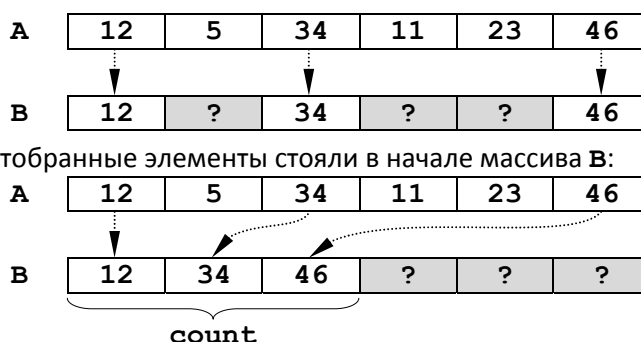 A 12 5 34 11 23 46
B 12 ? 34 ? ? 46
тобранные элементы стояли в начале массива B:
A 12 5 34 11 23 46
B 12 34 46 ? ? ?
count